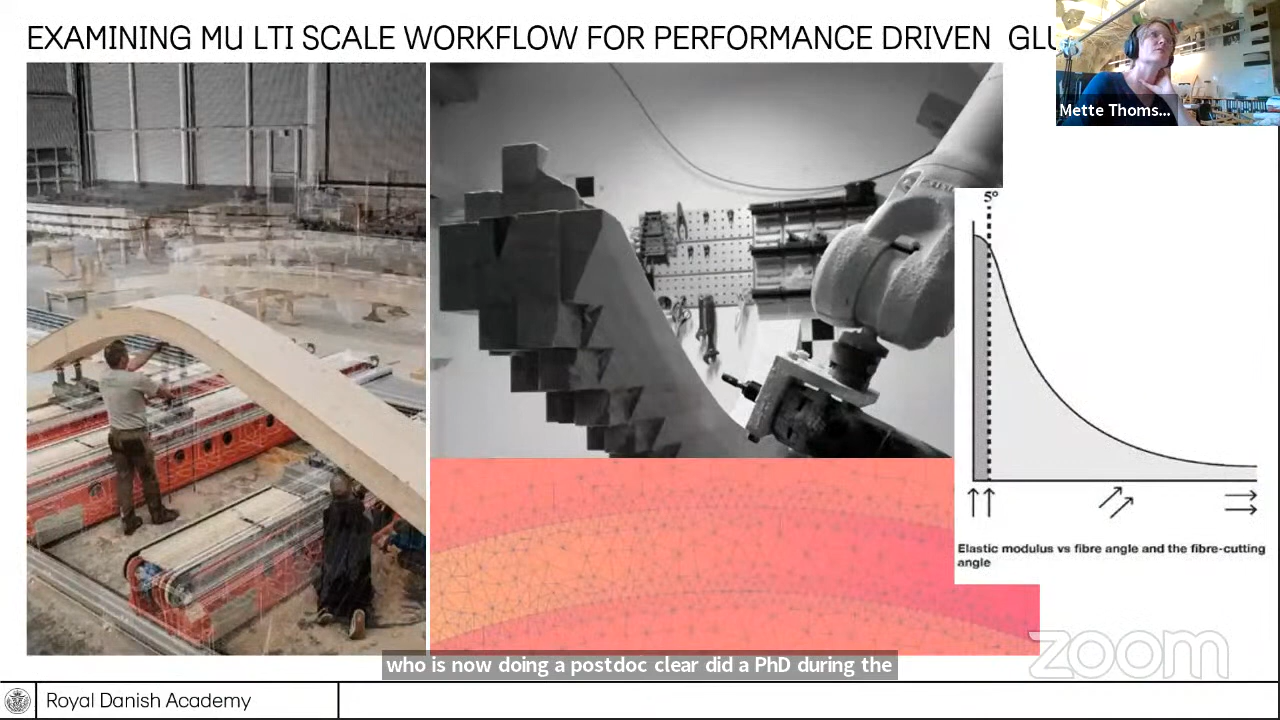 EXAMINING MU LTI SCALE WORKFLOW FOR PERFORMANCE DRIVEN GLU
Mette Thoms...
5°
Elastic modulus vs fibre angle and the fibre-cutting
angle
zoom
who is now doing a postdoc clear did a PhD during the
Royal Danish Academy